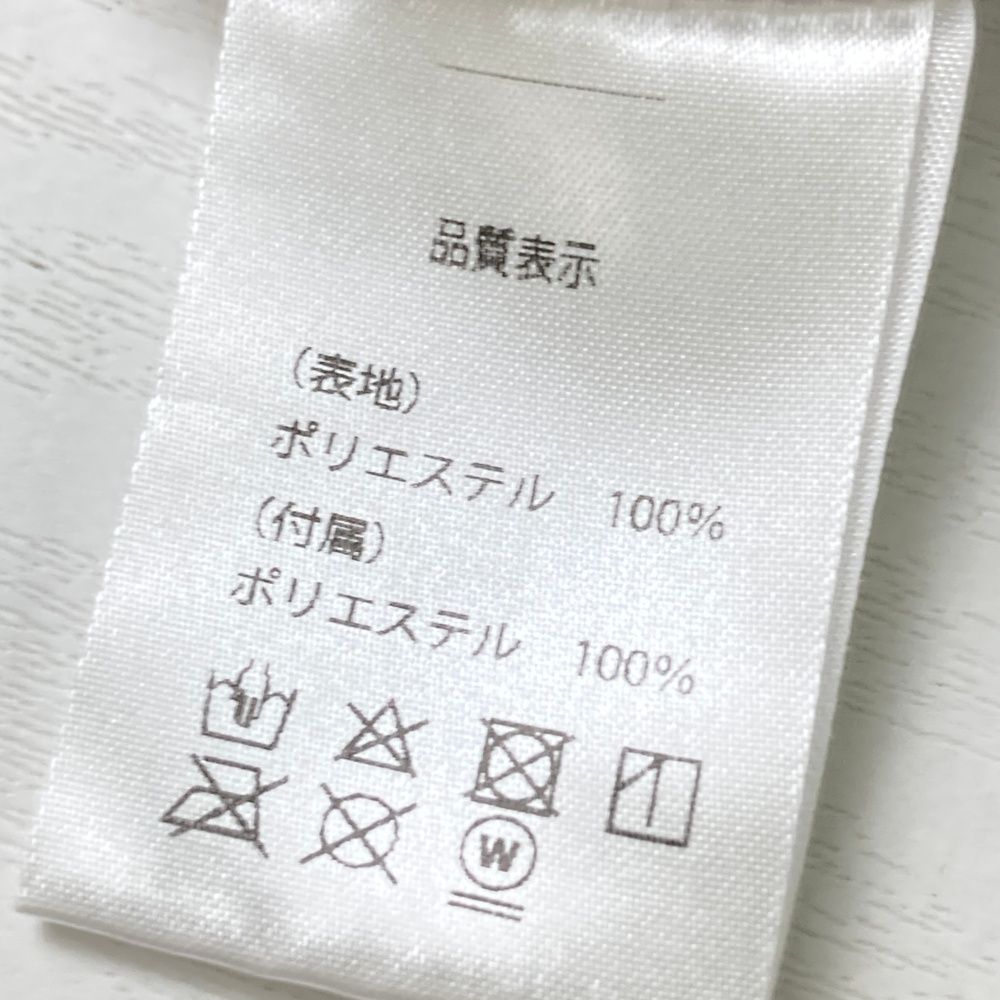 品質表示
（表地）
ポリエステル　100%
（付属）
ポリエステル　100%
W